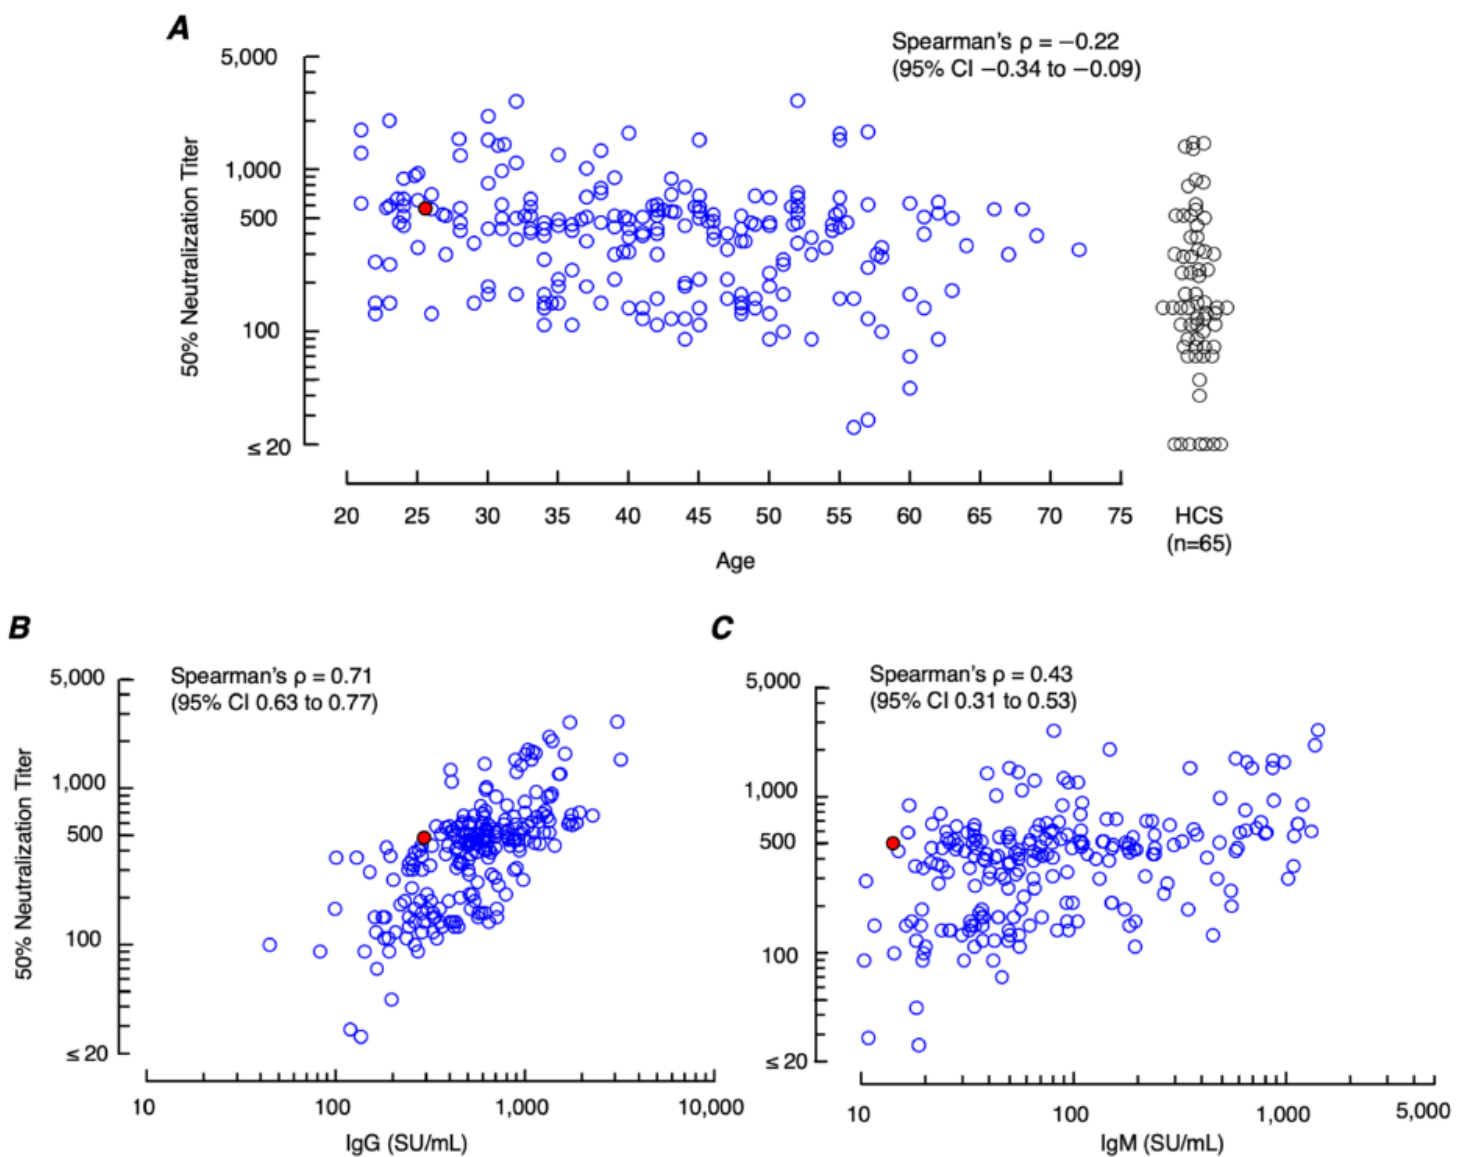 A
Spearman's ρ = −0.22
(95% CI −0.34 to −0.09)
5,000
1,000
500
100
≤ 20
50% Neutralization Titer
20 25 30 35 40 45 50 55 60 65 70 75
Age
HCS
(n=65)
B
Spearman's ρ = 0.71
(95% CI 0.63 to 0.77)
5,000
1,000
500
100
≤ 20
50% Neutralization Titer
10 100 1,000 10,000
IgG (SU/mL)
C
Spearman's ρ = 0.43
(95% CI 0.31 to 0.53)
5,000
1,000
500
100
≤ 20
10 100 1,000 5,000
IgM (SU/mL)